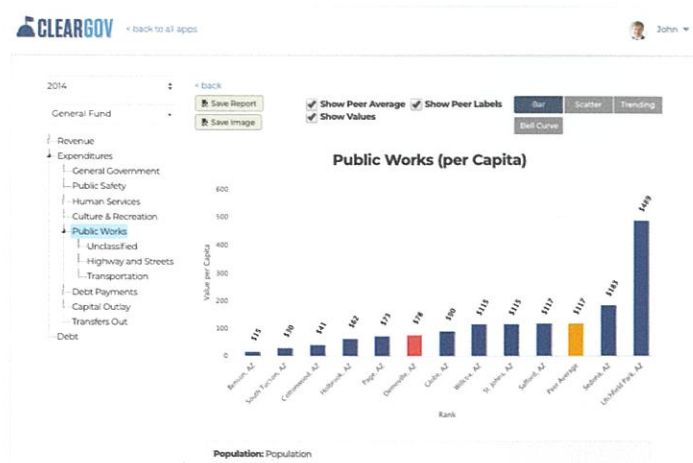 CLEARGOV
< back to all apps
John
2014
General Fund
Revenue
Expenditures
General Government
Public Safety
Human Services
Culture & Recreation
Public Works
Unclassified
Highway and Streets
Transportation
Debt Payments
Capital Outlay
Transfers Out
Debt
< back
Save Report
Save Image
Show Peer Average
Show Peer Labels
Show Values
Bar
Scatter
Trending
Bell Curve
Public Works (per Capita)
Value per Capita
600
500
400
300
200
100
0
$15
$30
$41
$62
$73
$78
$90
$115
$115
$117
$117
$183
$489
Benson, AZ
South Tucson, AZ
Cottonwood, AZ
Holbrook, AZ
Page, AZ
Demoville, AZ
Globe, AZ
Willcox, AZ
St. Johns, AZ
Safford, AZ
Peer Average
Sedona, AZ
Litchfield Park, AZ
Rank
Population: Population